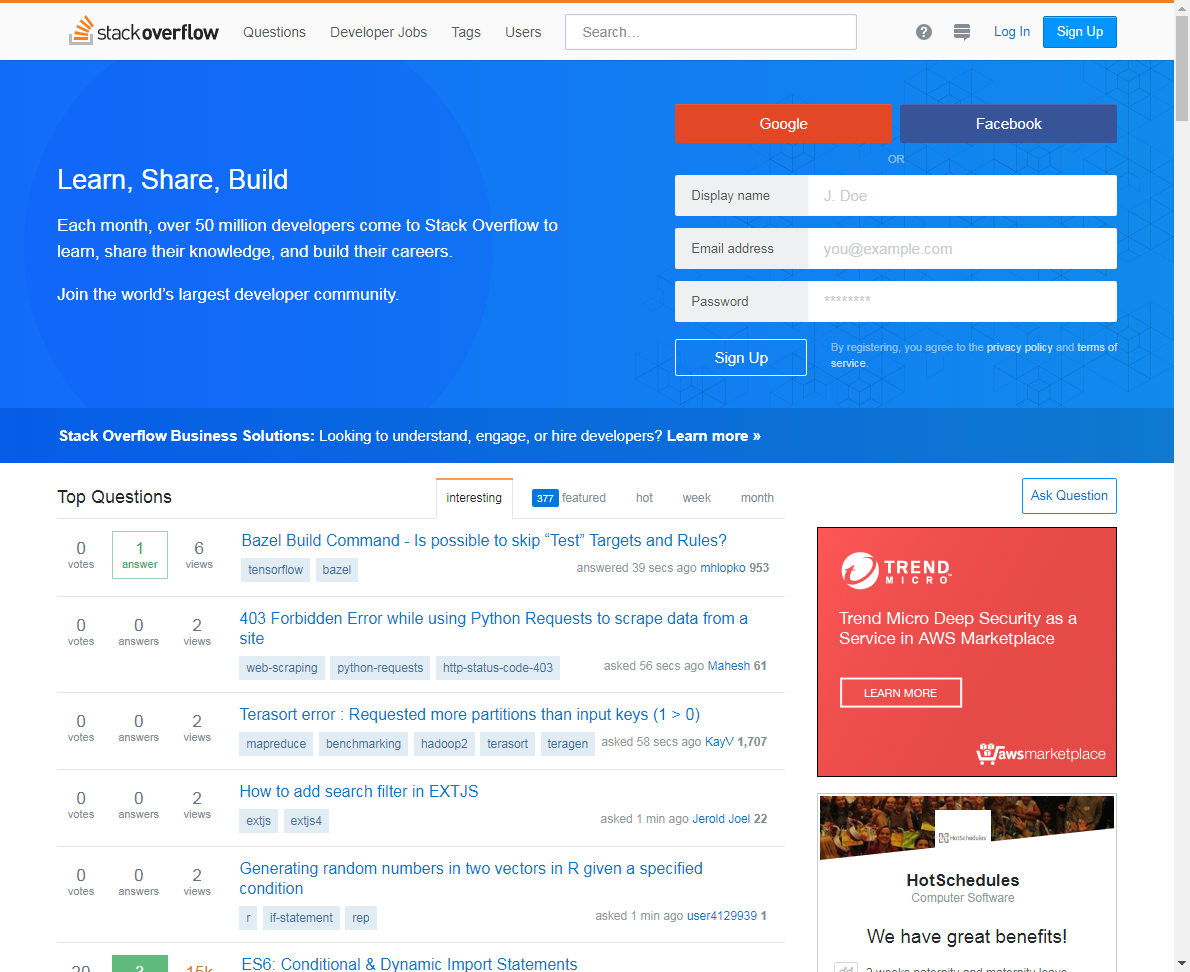 stackoverflow
Questions
Developer Jobs
Tags
Users
Search...
?
Log In
Sign Up
Learn, Share, Build
Each month, over 50 million developers come to Stack Overflow to
learn, share their knowledge, and build their careers.
Join the world's largest developer community.
Google
Facebook
OR
Display name
J. Doe
Email address
you@example.com
Password
********
Sign Up
By registering, you agree to the privacy policy and terms of
service.
Stack Overflow Business Solutions: Looking to understand, engage, or hire developers? Learn more »
Top Questions
interesting
377 featured
hot
week
month
Ask Question
0 votes
1 answer
6 views
Bazel Build Command - Is possible to skip “Test” Targets and Rules?
tensorflow bazel
answered 39 secs ago mhlopko 953
0 votes
0 answers
2 views
403 Forbidden Error while using Python Requests to scrape data from a
site
web-scraping python-requests http-status-code-403
asked 56 secs ago Mahesh 61
0 votes
0 answers
2 views
Terasort error : Requested more partitions than input keys (1 > 0)
mapreduce benchmarking hadoop2 terasort teragen
asked 58 secs ago KayV 1,707
0 votes
0 answers
2 views
How to add search filter in EXTJS
extjs extjs4
asked 1 min ago Jerold Joel 22
0 votes
0 answers
2 views
Generating random numbers in two vectors in R given a specified
condition
r if-statement rep
asked 1 min ago user4129939 1
20
3
15k
ES6: Conditional & Dynamic Import Statements
TREND
MICRO™
Trend Micro Deep Security as a
Service in AWS Marketplace
LEARN MORE
awsmarketplace
HotSchedules
HotSchedules
Computer Software
We have great benefits!
2 weeks paternity and maternity leave